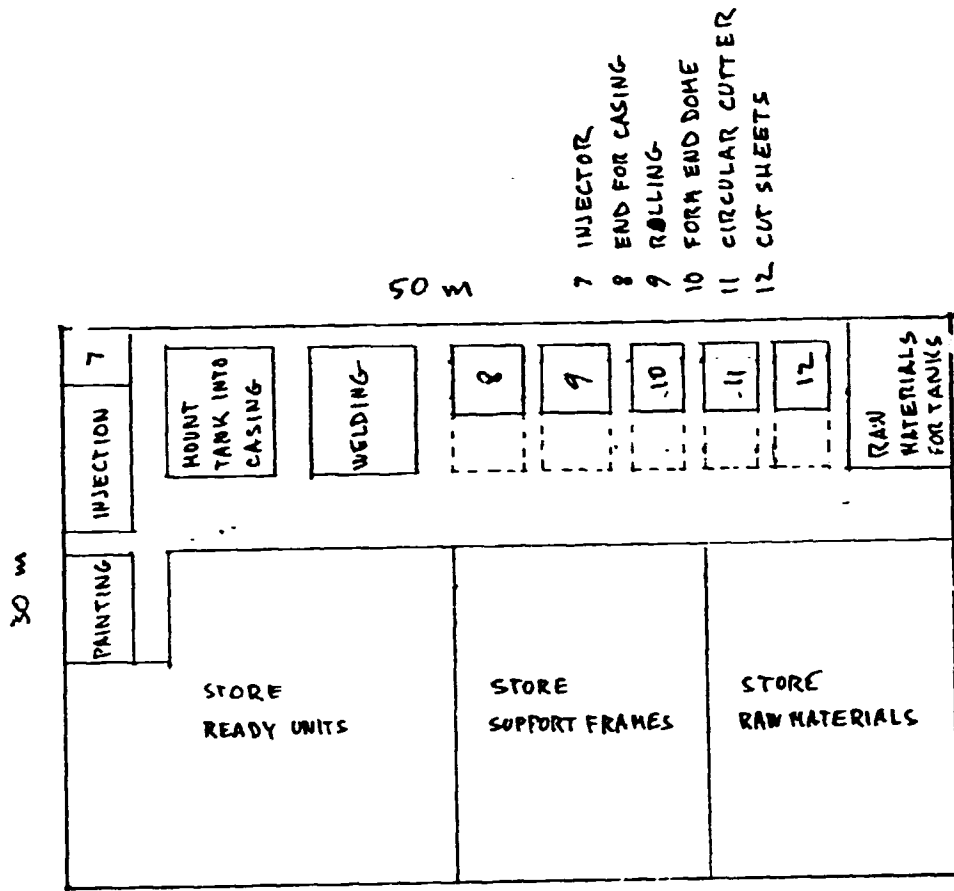 30 m
50 m
PAINTING
INJECTION
7
MOUNT
TANK INTO
CASING
WELDING
8
9
10
11
12
RAW
MATERIALS
FOR TANKS
STORE
READY UNITS
STORE
SUPPORT FRAMES
STORE
RAW MATERIALS
7 INJECTOR
8 END FOR CASING
9 ROLLING
10 FORM END DOME
11 CIRCULAR CUTTER
12 CUT SHEETS